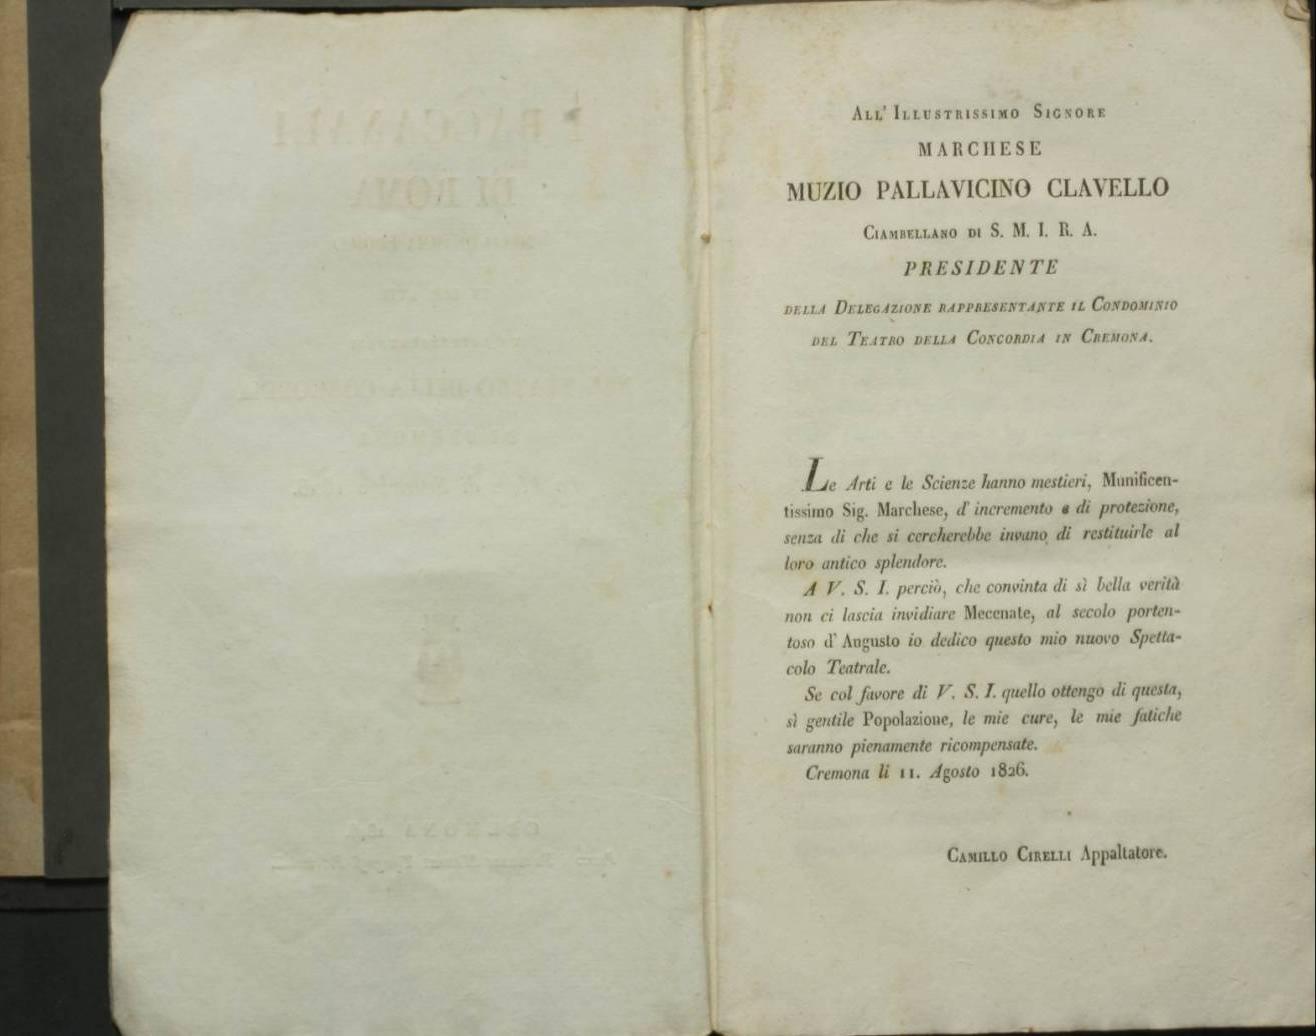 I BACCANALI
DI ROMA
CREMONA
All' Illustrissimo Signore
MARCHESE
MUZIO PALLAVICINO CLAVELLO
Ciambellano di S. M. I. R. A.
PRESIDENTE
della Delegazione rappresentante il Condominio
del Teatro della Concordia in Cremona.
Le Arti e le Scienze hanno mestieri, Munificen-
tissimo Sig. Marchese, d' incremento e di protezione,
senza di che si cercherebbe invano di restituirle al
loro antico splendore.
A V. S. I. perciò, che convinta di sì bella verità
non ci lascia invidiare Mecenate, al secolo porten-
toso d' Augusto io dedico questo mio nuovo Spetta-
colo Teatrale.
Se col favore di V. S. I. quello ottengo di questa,
sì gentile Popolazione, le mie cure, le mie fatiche
saranno pienamente ricompensate.
Cremona li 11. Agosto 1826.
Camillo Cirelli Appaltatore.